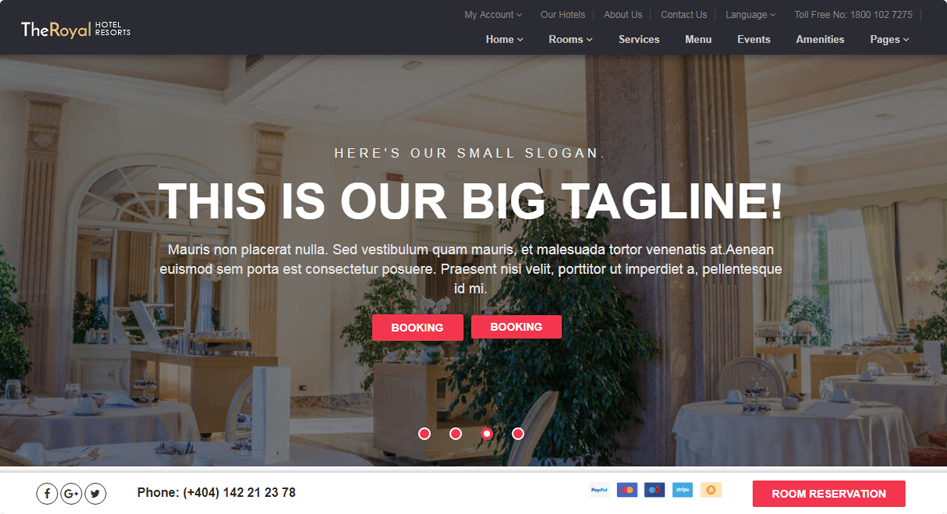 TheRoyal HOTEL RESORTS
My Account Our Hotels About Us Contact Us Language Toll Free No: 1800 102 7275
Home Rooms Services Menu Events Amenities Pages
HERE'S OUR SMALL SLOGAN.
THIS IS OUR BIG TAGLINE!
Mauris non placerat nulla. Sed vestibulum quam mauris, et malesuada tortor venenatis at.Aenean
euismod sem porta est consectetur posuere. Praesent nisi velit, porttitor ut imperdiet a, pellentesque
id mi.
BOOKING BOOKING
f G+ Phone: (+404) 142 21 23 78 PayPal stripe ROOM RESERVATION